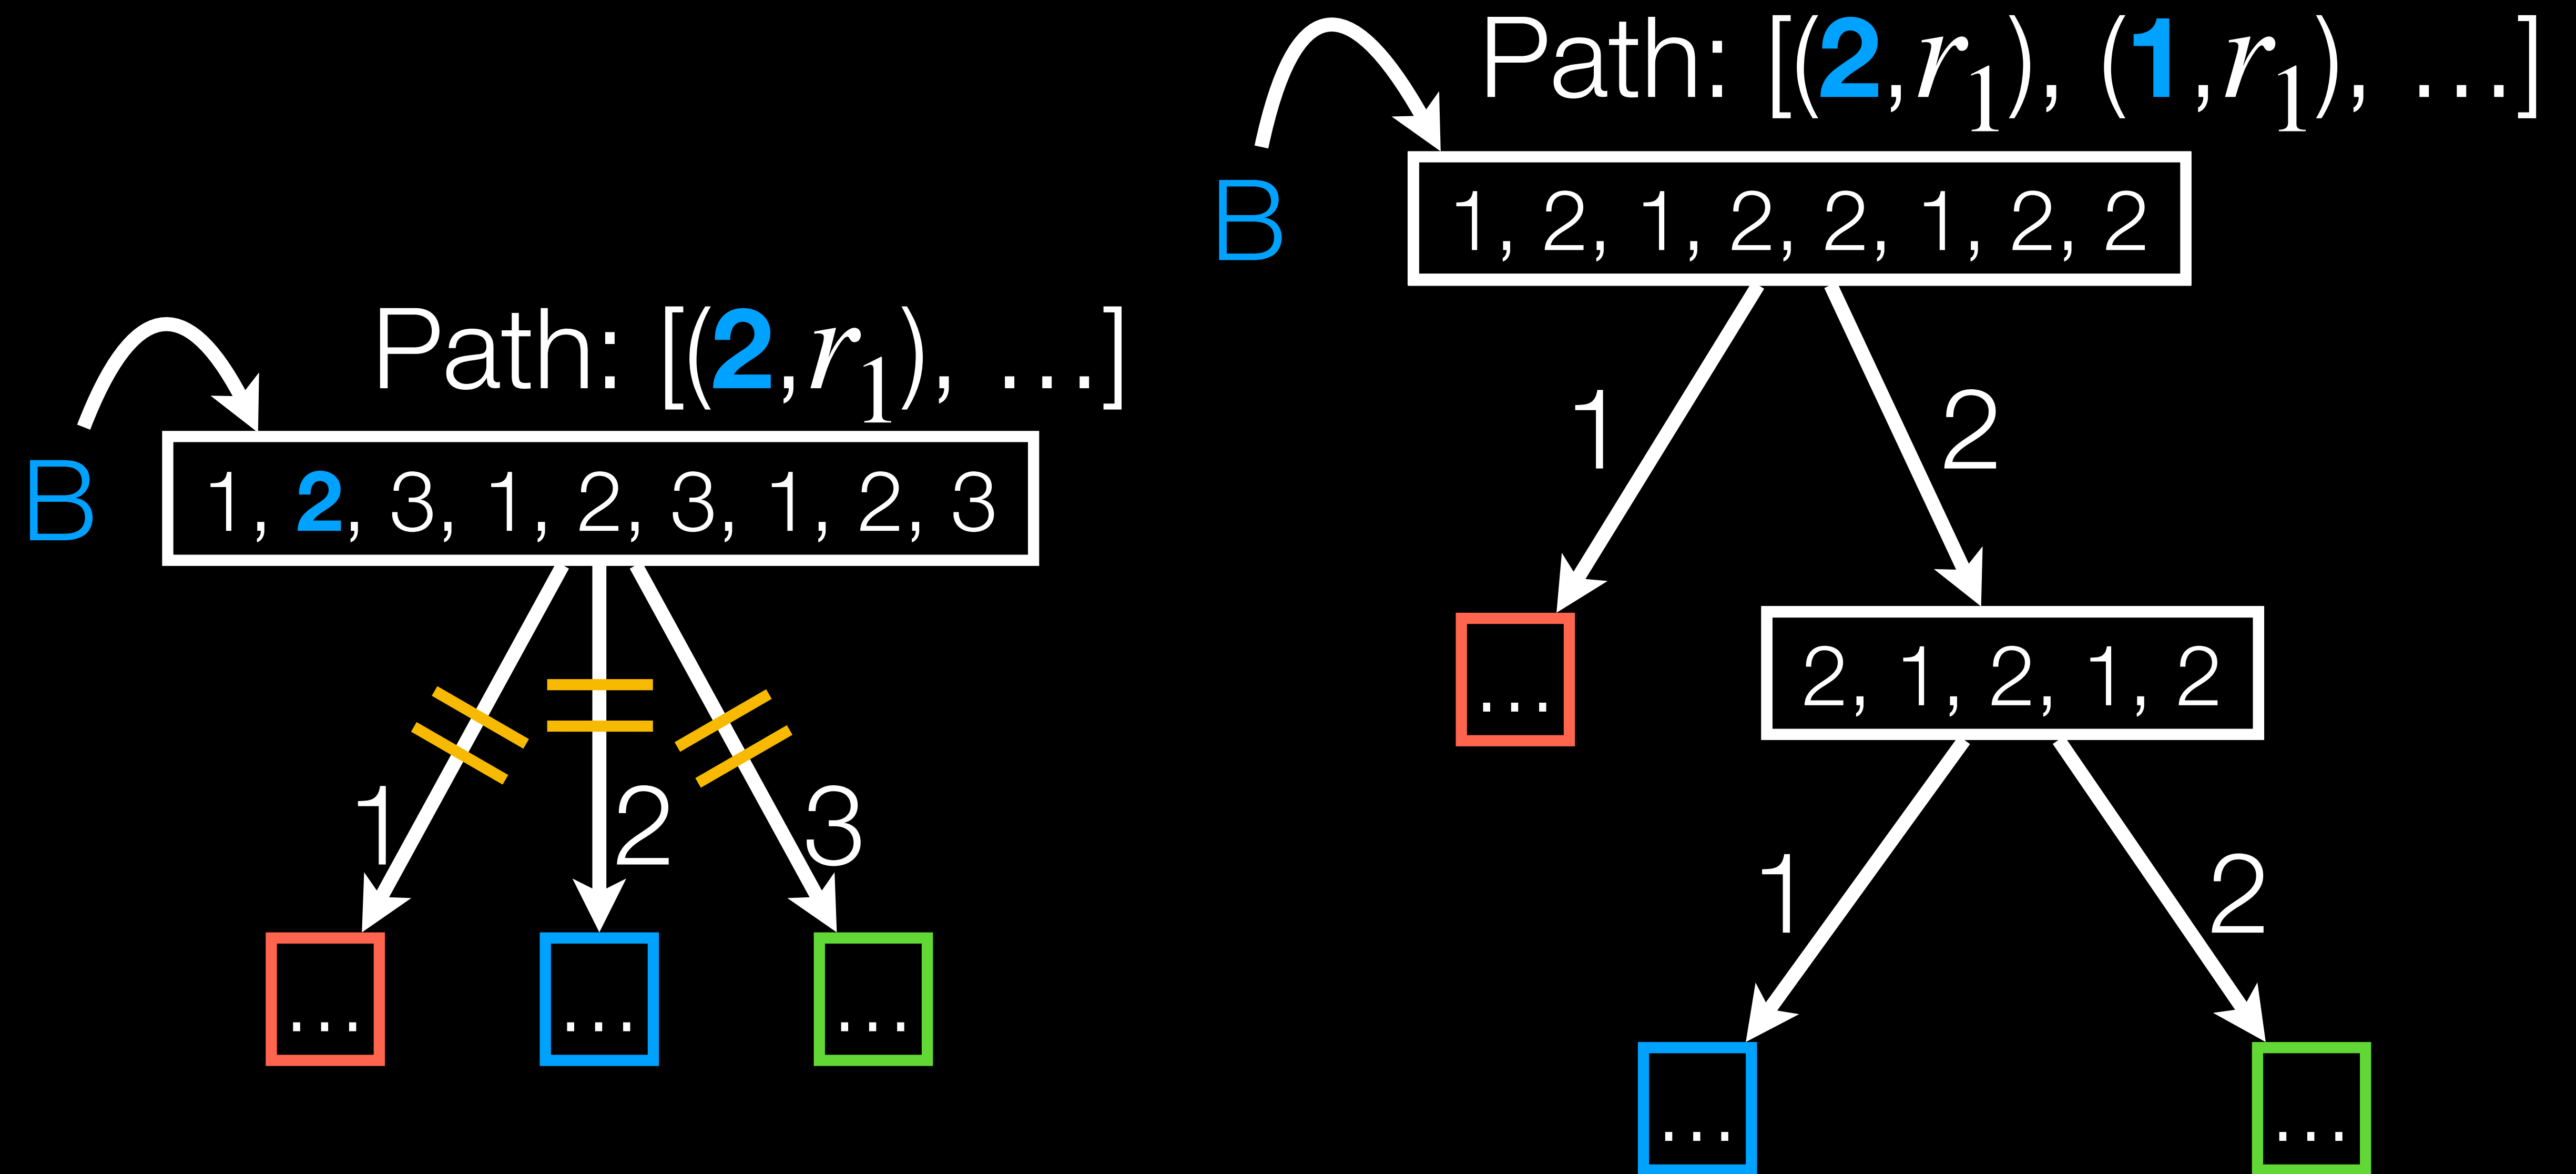 Path: [(2,r1), …]
B
1, 2, 3, 1, 2, 3, 1, 2, 3
1
2
3
…
…
…
Path: [(2,r1), (1,r1), …]
B
1, 2, 1, 2, 2, 1, 2, 2
1
2
…
2, 1, 2, 1, 2
1
2
…
…